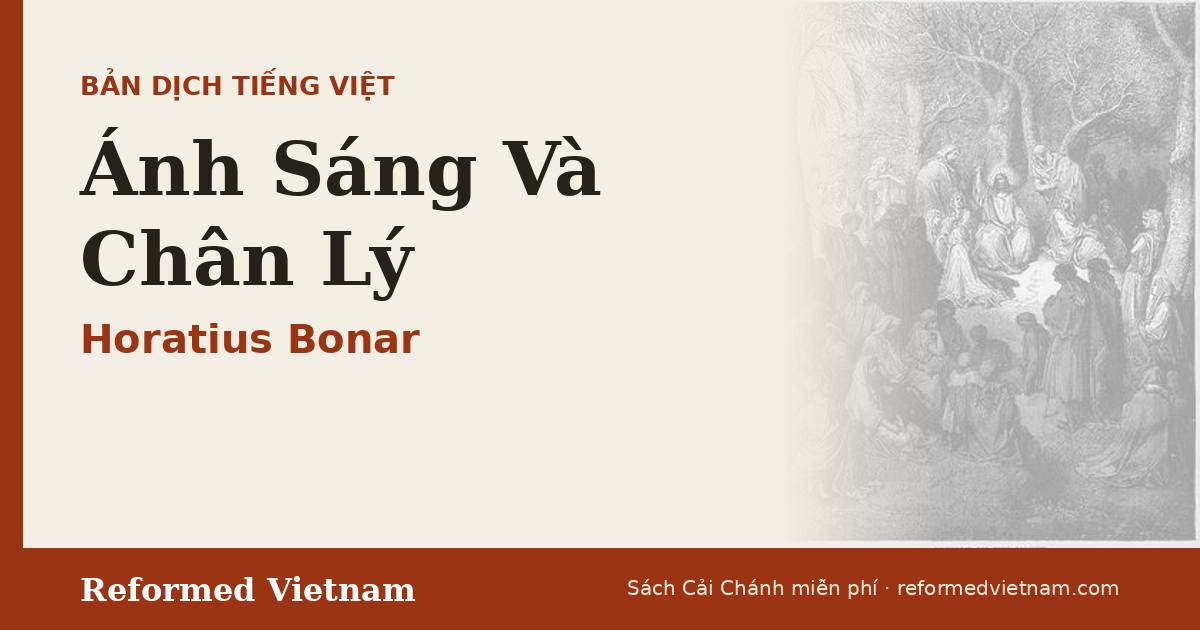 BẢN DỊCH TIẾNG VIỆT
Ánh Sáng Và
Chân Lý
Horatius Bonar
Reformed Vietnam
Sách Cải Chánh miễn phí · reformedvietnam.com